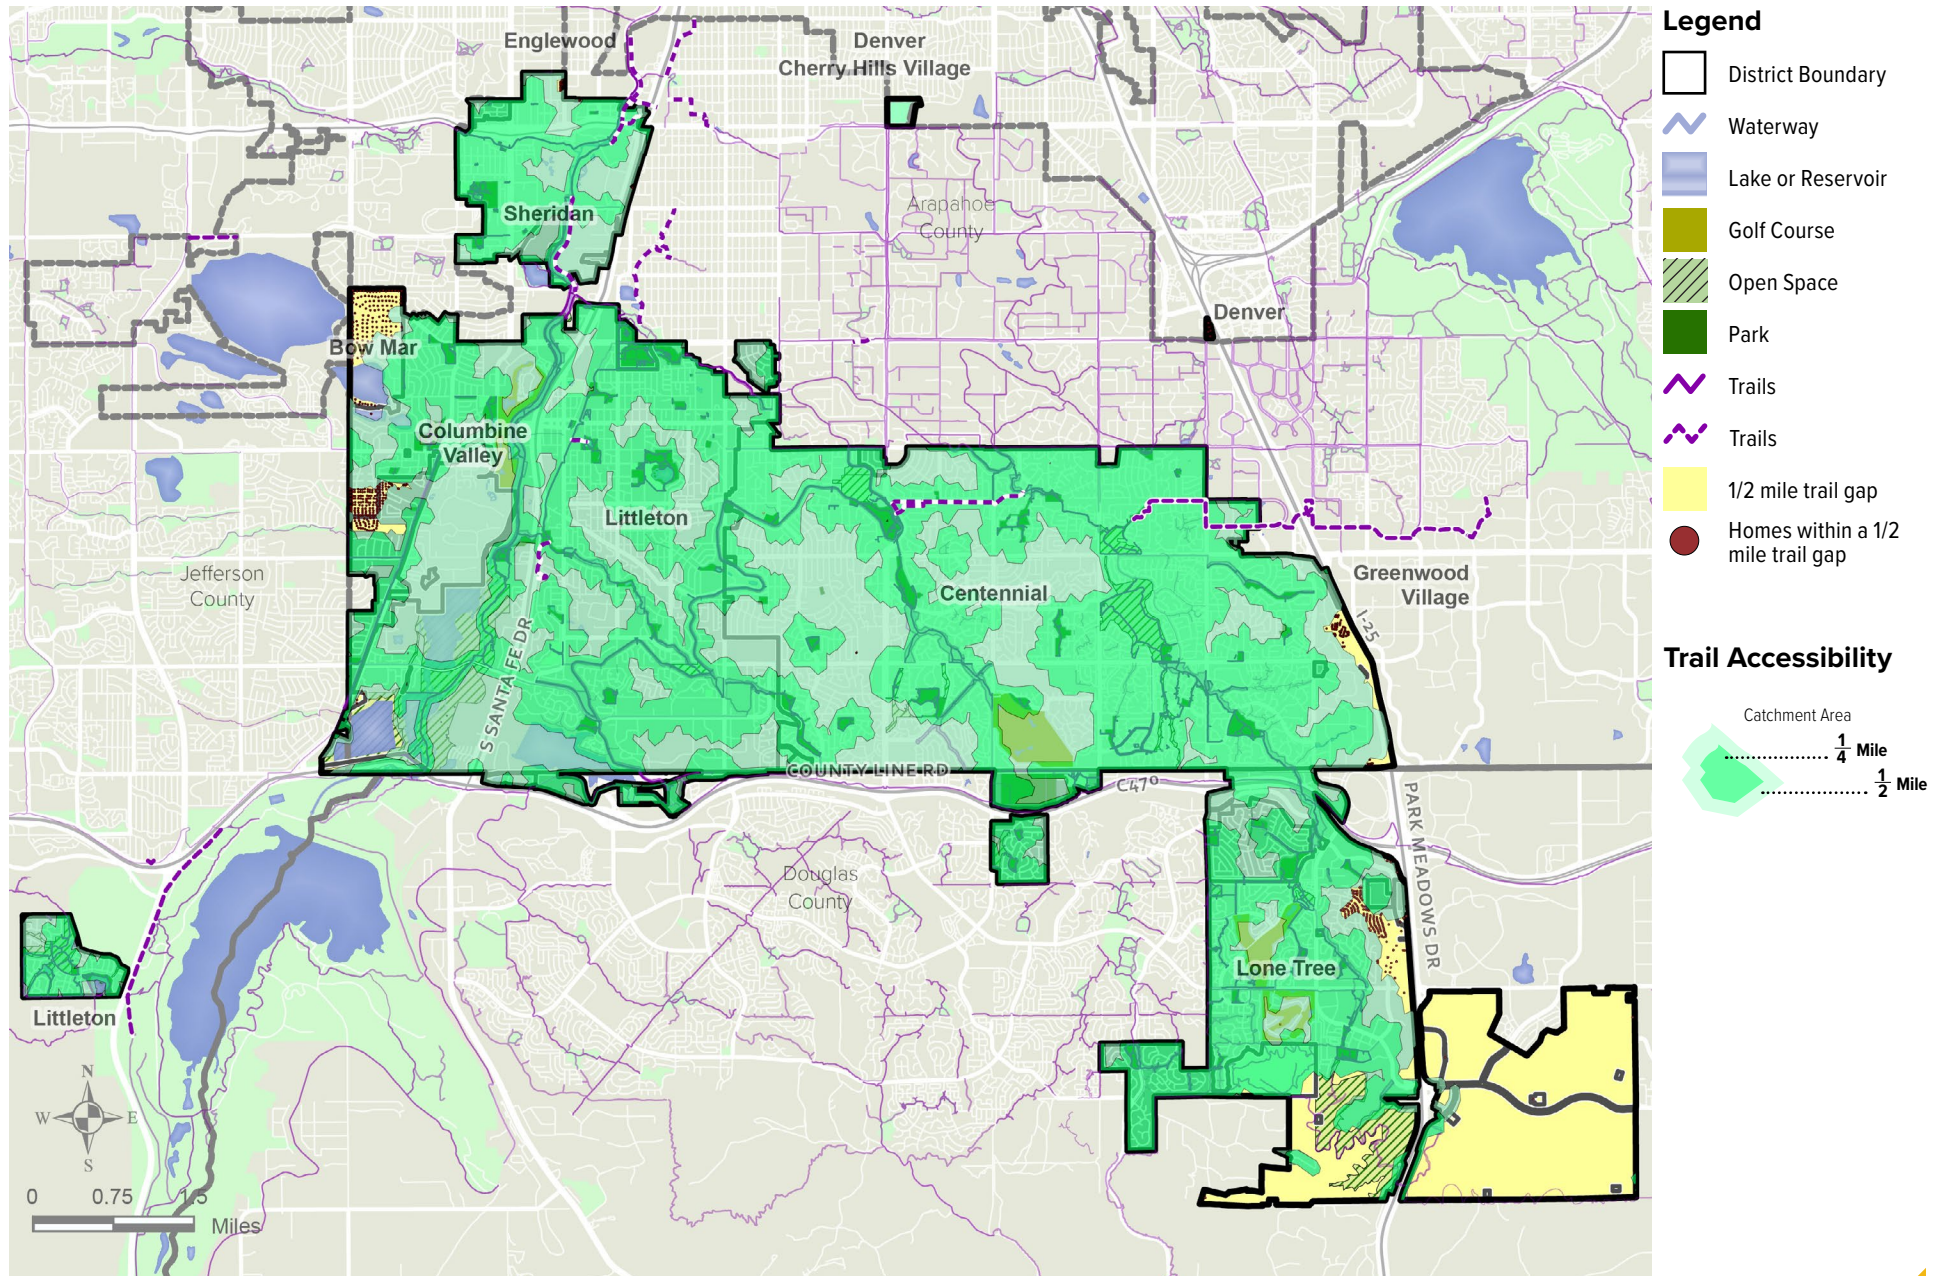 Englewood
Denver
Cherry Hills Village
Sheridan
Arapahoe
County
Denver
Bow Mar
Columbine
Valley
Littleton
Jefferson
County
Centennial
Greenwood
Village
I-25
S SANTA FE DR
COUNTY LINE RD
C470
PARK MEADOWS DR
Douglas
County
Lone Tree
Littleton
N
W
E
S
0
0.75
1.5
Miles
Legend
District Boundary
Waterway
Lake or Reservoir
Golf Course
Open Space
Park
Trails
Trails
1/2 mile trail gap
Homes within a 1/2
mile trail gap
Trail Accessibility
Catchment Area
1/4 Mile
1/2 Mile